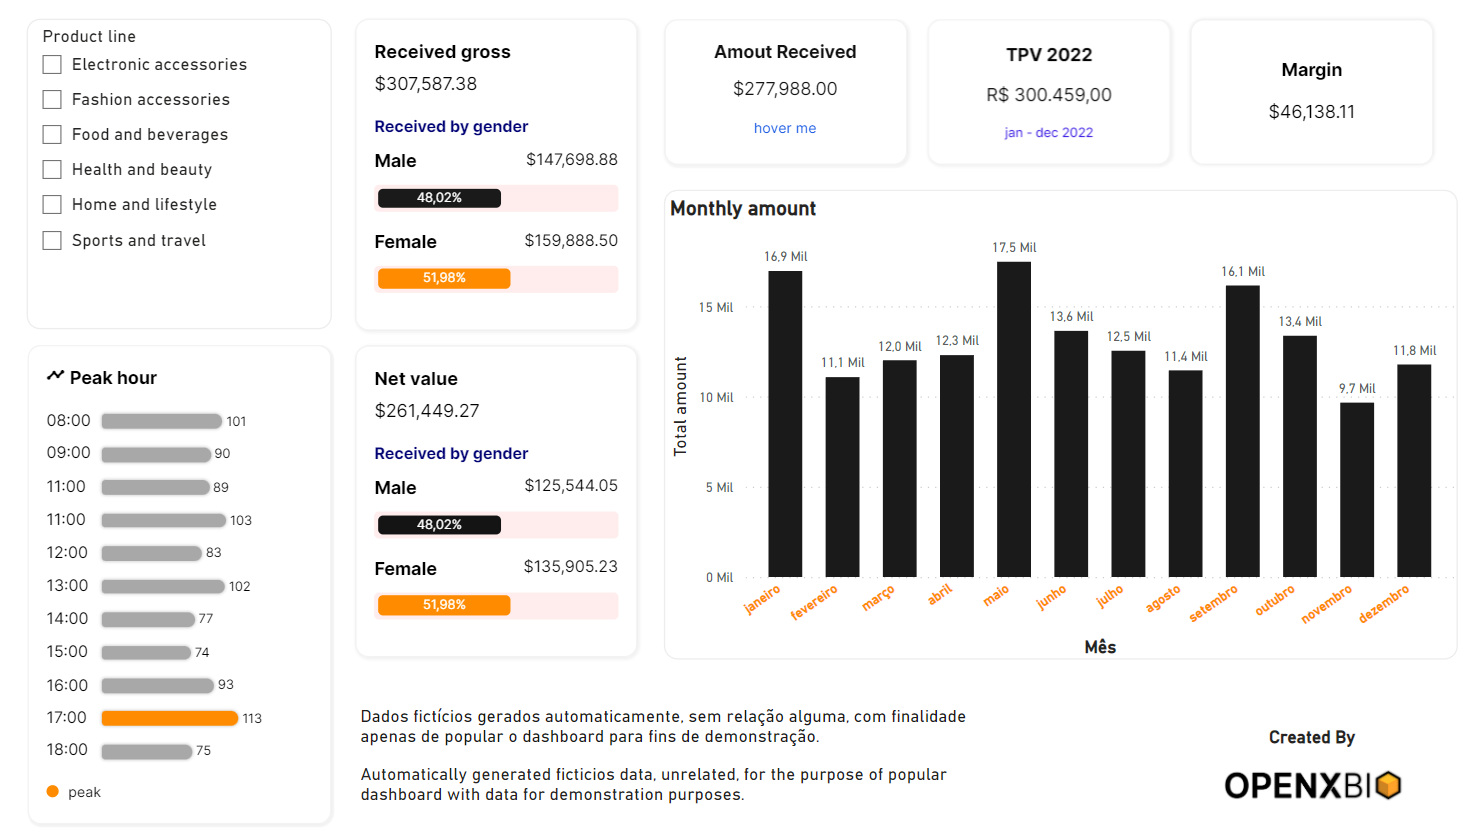 Product line
Electronic accessories
Fashion accessories
Food and beverages
Health and beauty
Home and lifestyle
Sports and travel
Received gross
$307,587.38
Received by gender
Male $147,698.88
48,02%
Female $159,888.50
51,98%
Amout Received
$277,988.00
hover me
TPV 2022
R$ 300.459,00
jan - dec 2022
Margin
$46,138.11
Peak hour
08:00 101
09:00 90
11:00 89
11:00 103
12:00 83
13:00 102
14:00 77
15:00 74
16:00 93
17:00 113
18:00 75
peak
Net value
$261,449.27
Received by gender
Male $125,544.05
48,02%
Female $135,905.23
51,98%
Monthly amount
Total amount
15 Mil
10 Mil
5 Mil
0 Mil
16,9 Mil
11,1 Mil
12,0 Mil
12,3 Mil
17,5 Mil
13,6 Mil
12,5 Mil
11,4 Mil
16,1 Mil
13,4 Mil
9,7 Mil
11,8 Mil
janeiro
fevereiro
março
abril
maio
junho
julho
agosto
setembro
outubro
novembro
dezembro
Mês
Dados fictícios gerados automaticamente, sem relação alguma, com finalidade
apenas de popular o dashboard para fins de demonstração.
Automatically generated ficticios data, unrelated, for the purpose of popular
dashboard with data for demonstration purposes.
Created By
OPENXBI